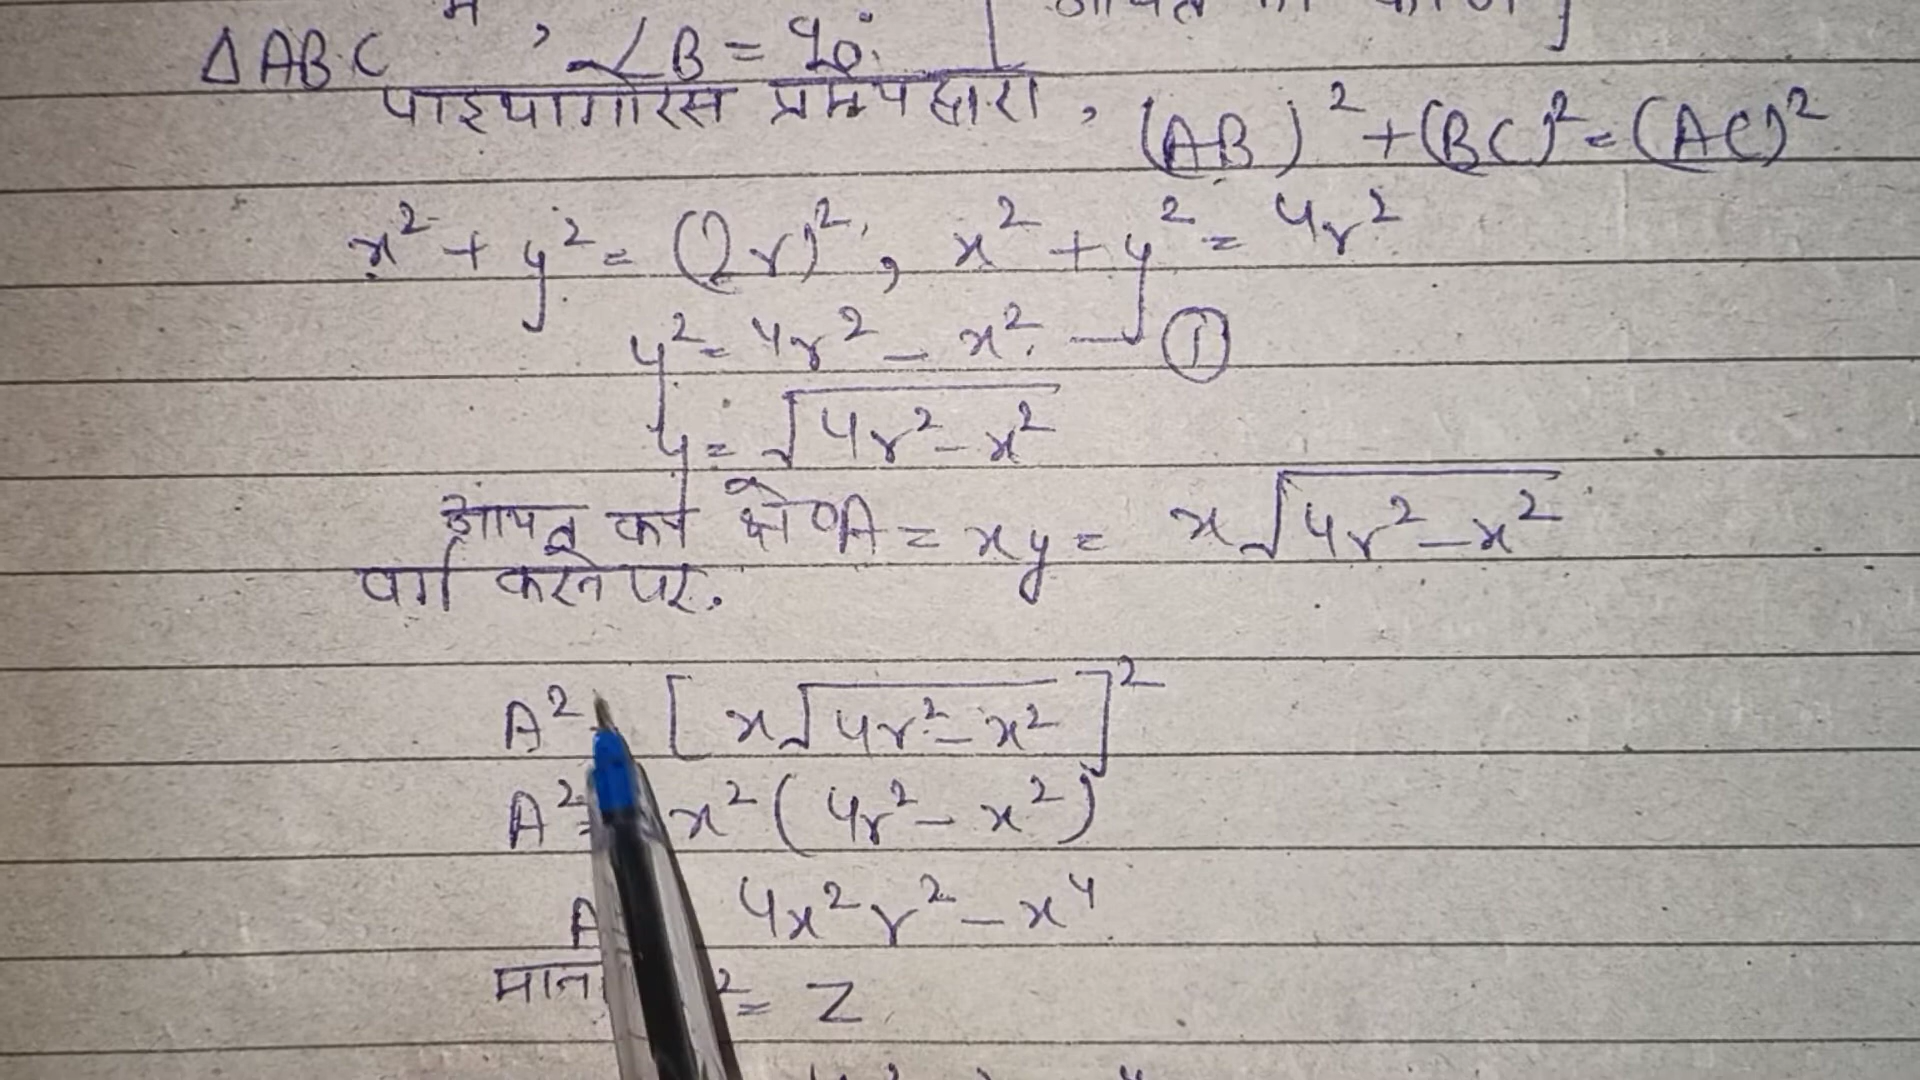 ΔABC में, ∠B = 90°
पाइथागोरस प्रमेय द्वारा, (AB)² + (BC)² = (AC)²
x² + y² = (2r)², x² + y² = 4r²
y² = 4r² - x² — ①
y = √(4r² - x²)
आयत का क्षे०A = xy = x√(4r² - x²)
वर्ग करने पर.
A² [x√(4r² - x²)]²
A² = x²(4r² - x²)
A 4x²r² - x⁴
माना ² = Z